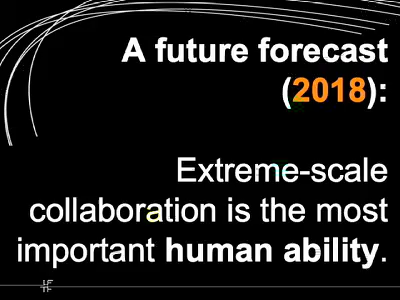 A future forecast
(2018):
Extreme-scale
collaboration is the most
important human ability.